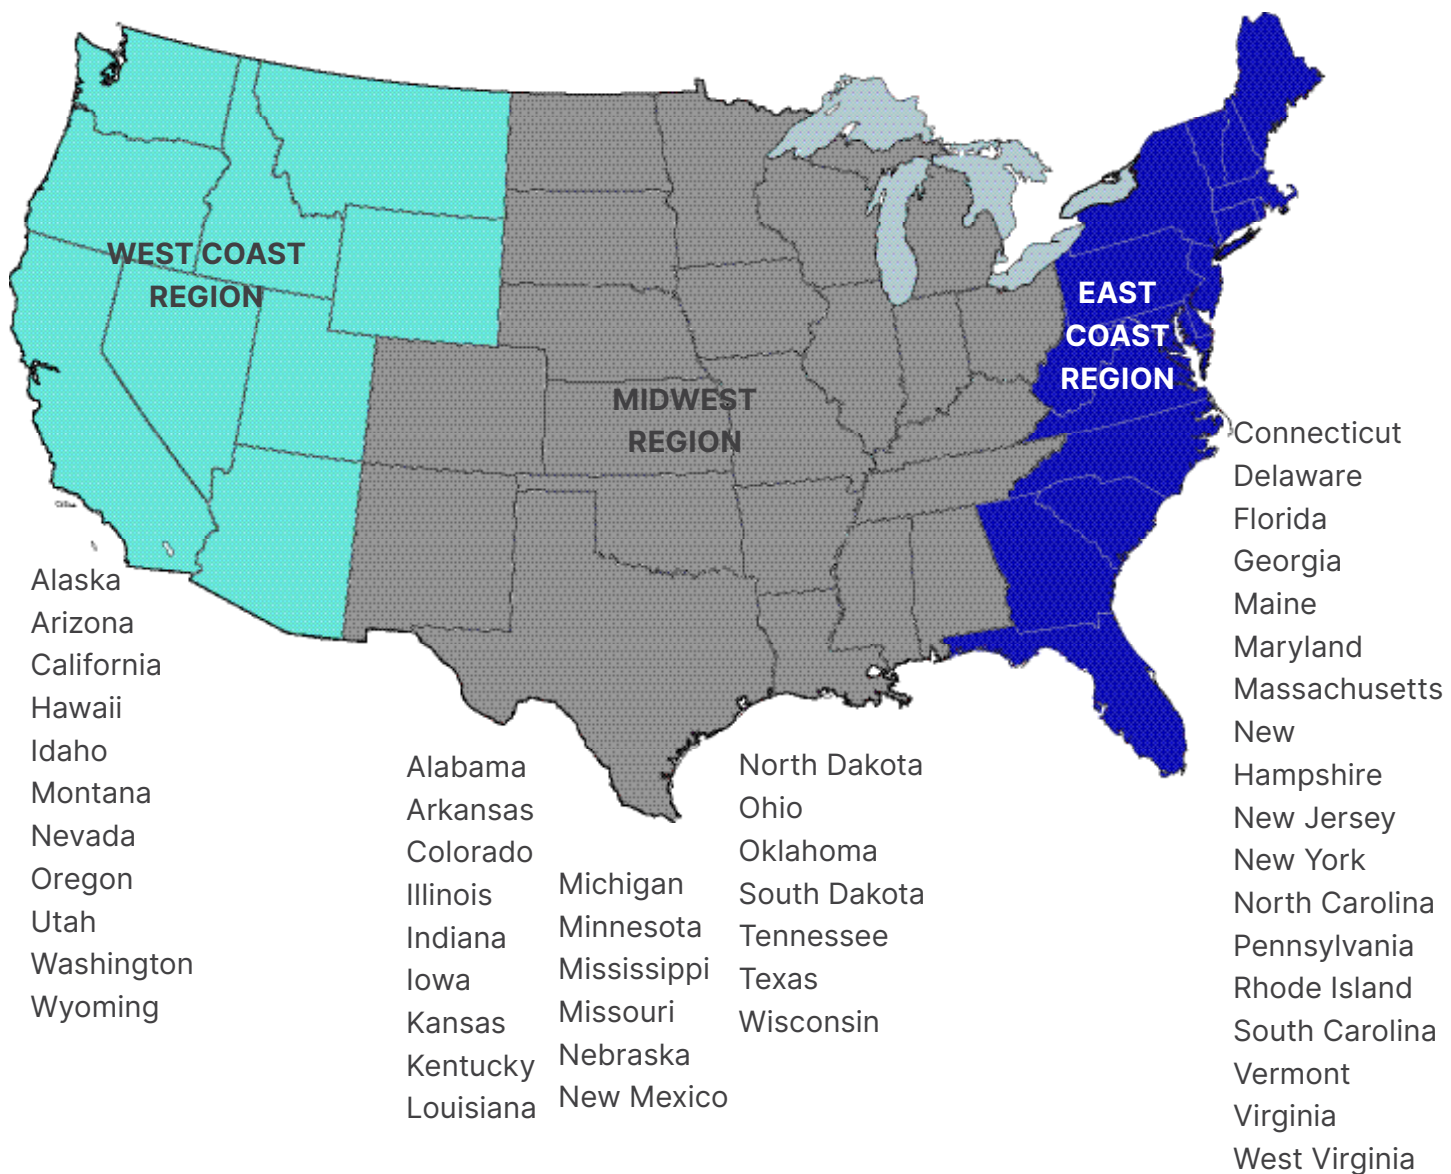 WEST COAST
REGION
EAST
COAST
REGION
MIDWEST
REGION
Alaska
Arizona
California
Hawaii
Idaho
Montana
Nevada
Oregon
Utah
Washington
Wyoming
Alabama
Arkansas
Colorado
Illinois
Indiana
Iowa
Kansas
Kentucky
Louisiana
Michigan
Minnesota
Mississippi
Missouri
Nebraska
New Mexico
North Dakota
Ohio
Oklahoma
South Dakota
Tennessee
Texas
Wisconsin
Connecticut
Delaware
Florida
Georgia
Maine
Maryland
Massachusetts
New
Hampshire
New Jersey
New York
North Carolina
Pennsylvania
Rhode Island
South Carolina
Vermont
Virginia
West Virginia